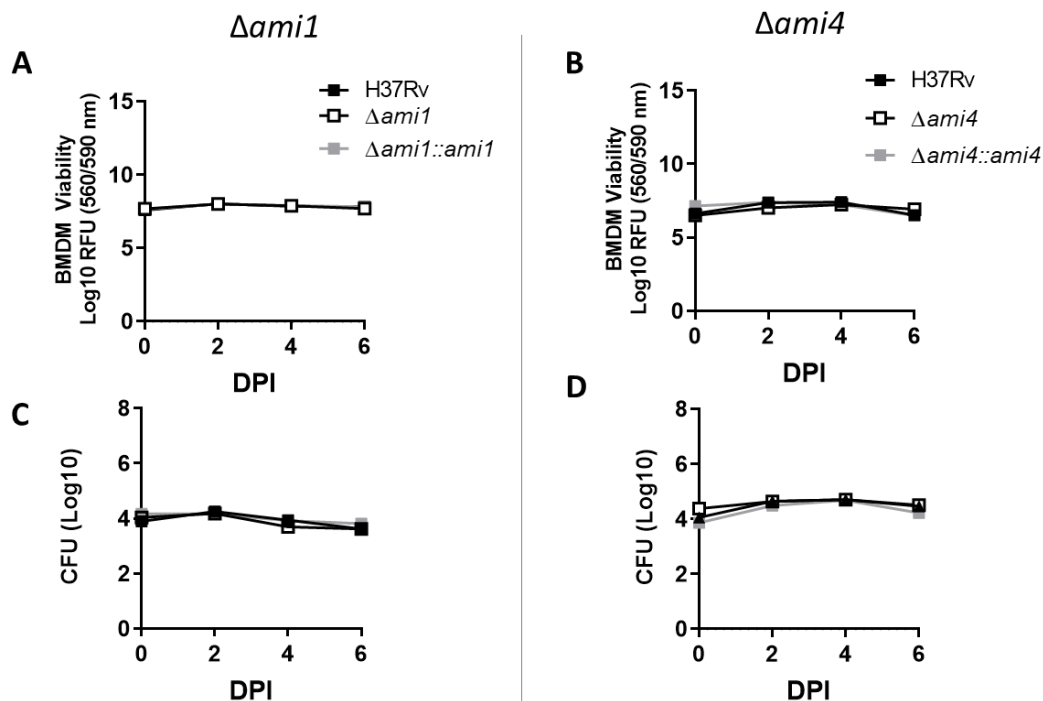 Δami1
Δami4
A
H37Rv
Δami1
Δami1::ami1
BMDM Viability
Log10 RFU (560/590 nm)
15
10
5
0
0 2 4 6
DPI
B
H37Rv
Δami4
Δami4::ami4
BMDM Viability
Log10 RFU (560/590 nm)
15
10
5
0
0 2 4 6
DPI
C
CFU (Log10)
8
6
4
2
0
0 2 4 6
DPI
D
CFU (Log10)
8
6
4
2
0
0 2 4 6
DPI